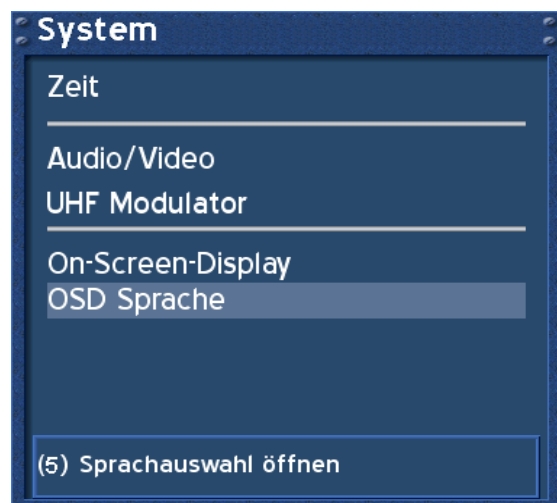 System
Zeit
Audio/Video
UHF Modulator
On-Screen-Display
OSD Sprache
(5) Sprachauswahl öffnen